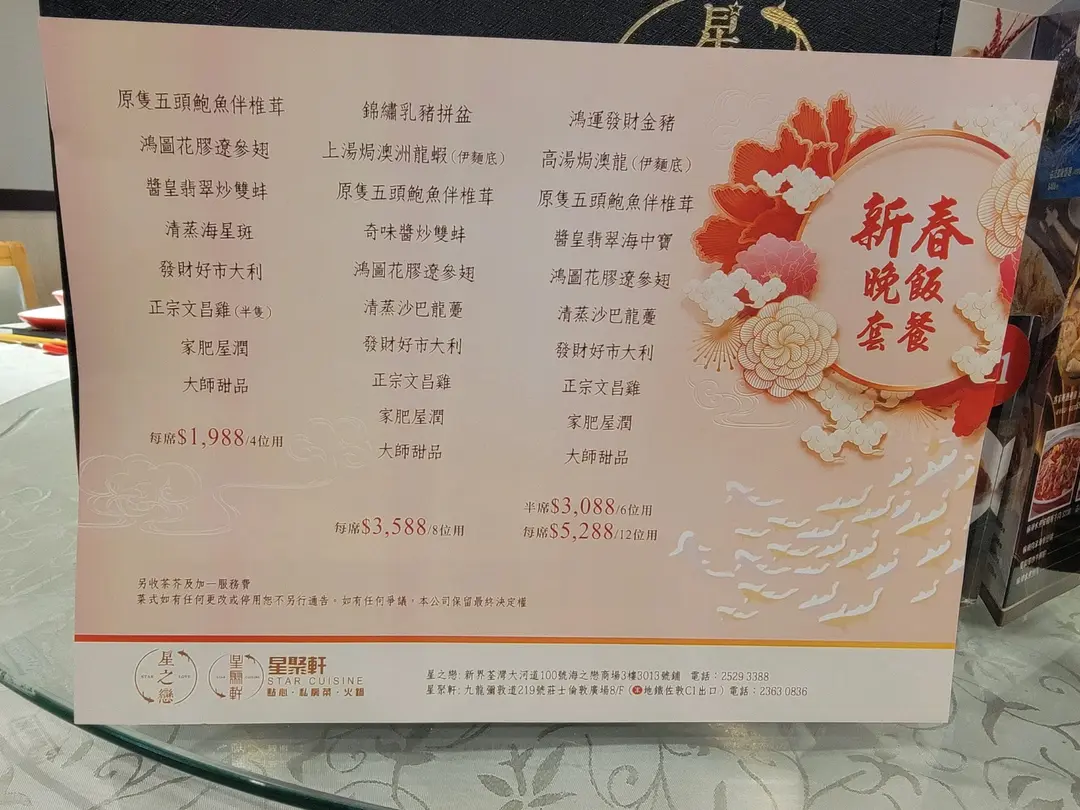 星
原隻五頭鮑魚伴椎茸
鴻圖花膠遼參翅
醬皇翡翠炒雙蚌
清蒸海星斑
發財好市大利
正宗文昌雞(半隻)
家肥屋潤
大師甜品
每席$1,988/4位用
錦繡乳豬拼盆
上湯焗澳洲龍蝦(伊麵底)
原隻五頭鮑魚伴椎茸
奇味醬炒雙蚌
鴻圖花膠遼參翅
清蒸沙巴龍躉
發財好市大利
正宗文昌雞
家肥屋潤
大師甜品
每席$3,588/8位用
鴻運發財金豬
高湯焗澳龍(伊麵底)
原隻五頭鮑魚伴椎茸
醬皇翡翠海中寶
鴻圖花膠遼參翅
清蒸沙巴龍躉
發財好市大利
正宗文昌雞
家肥屋潤
大師甜品
半席$3,088/6位用
每席$5,288/12位用
新春
晚飯
套餐
另收茶芥及加一服務費
菜式如有任何更改或停用恕不另行通告。如有任何爭議，本公司保留最終決定權
星之戀
STAR LOVE
星聚軒
星聚軒
STAR CUISINE
點心·私房菜·火鍋
星之戀: 新界荃灣大河道100號海之戀商場3樓3013號鋪 電話：2529 3388
星聚軒: 九龍彌敦道219號莊士倫敦廣場8/F (地鐵佐敦C1出口) 電話：2363 0836